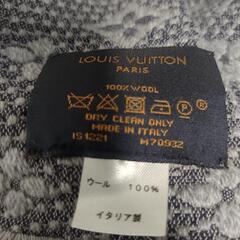 LOUIS VUITTON
PARIS
100% WOOL
DRY CLEAN ONLY
MADE IN ITALY
IS1221 M70932
ウール 100%
イタリア製